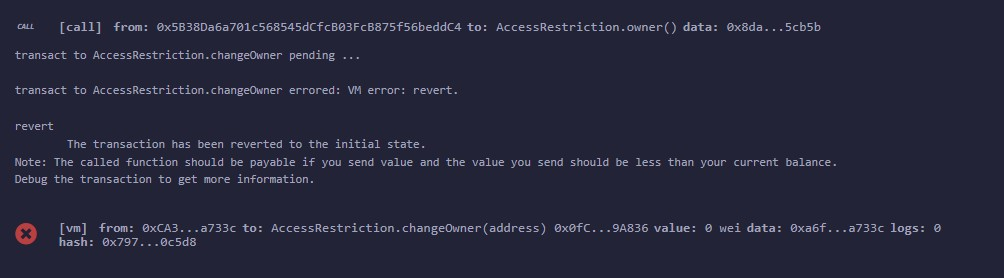 CALL [call] from: 0x5B38Da6a701c568545dCfcB03FcB875f56beddC4 to: AccessRestriction.owner() data: 0x8da...5cb5b
transact to AccessRestriction.changeOwner pending ...
transact to AccessRestriction.changeOwner errored: VM error: revert.
revert
The transaction has been reverted to the initial state.
Note: The called function should be payable if you send value and the value you send should be less than your current balance.
Debug the transaction to get more information.
[vm] from: 0xCA3...a733c to: AccessRestriction.changeOwner(address) 0x0fC...9A836 value: 0 wei data: 0xa6f...a733c logs: 0
hash: 0x797...0c5d8